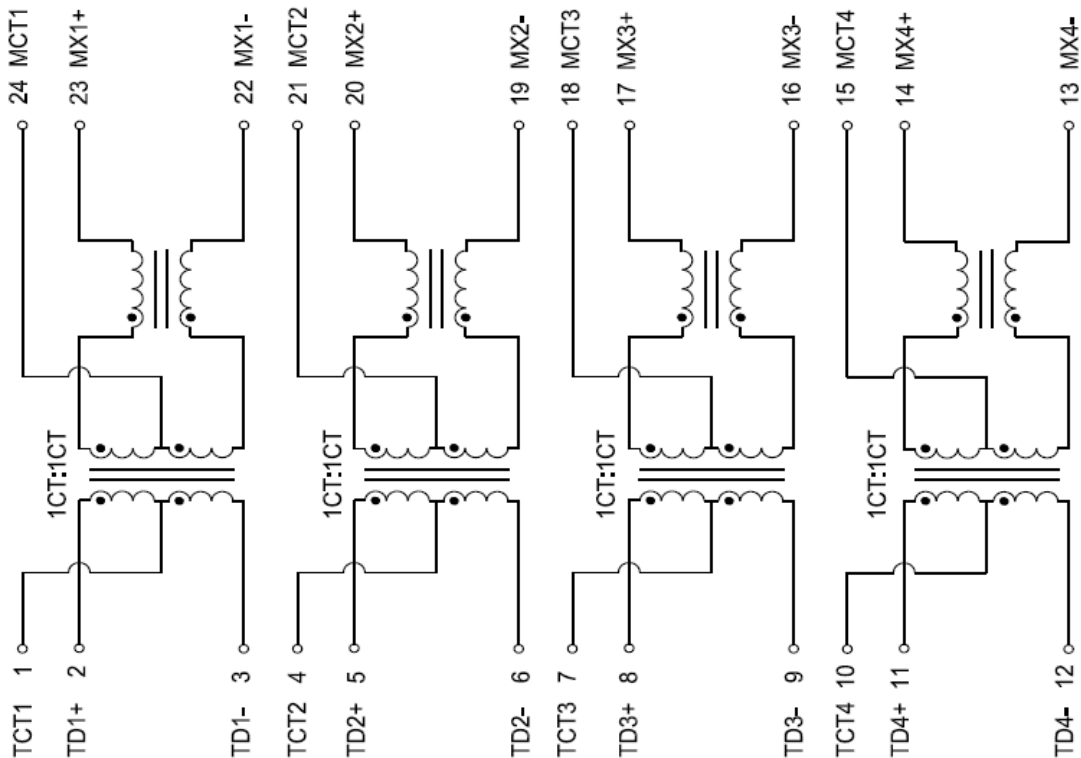 24 MCT1
23 MX1+
22 MX1-
21 MCT2
20 MX2+
19 MX2-
18 MCT3
17 MX3+
16 MX3-
15 MCT4
14 MX4+
13 MX4-
1CT:1CT
1CT:1CT
1CT:1CT
1CT:1CT
TCT1 1
TD1+ 2
TD1- 3
TCT2 4
TD2+ 5
TD2- 6
TCT3 7
TD3+ 8
TD3- 9
TCT4 10
TD4+ 11
TD4- 12